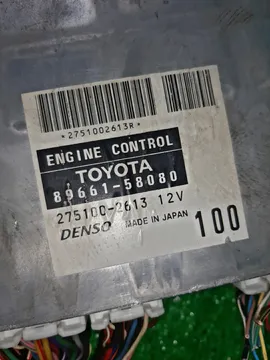 *2751002613R*
ENGINE CONTROL
TOYOTA
89661-58080
275100-2613 12V
DENSO MADE IN JAPAN 100